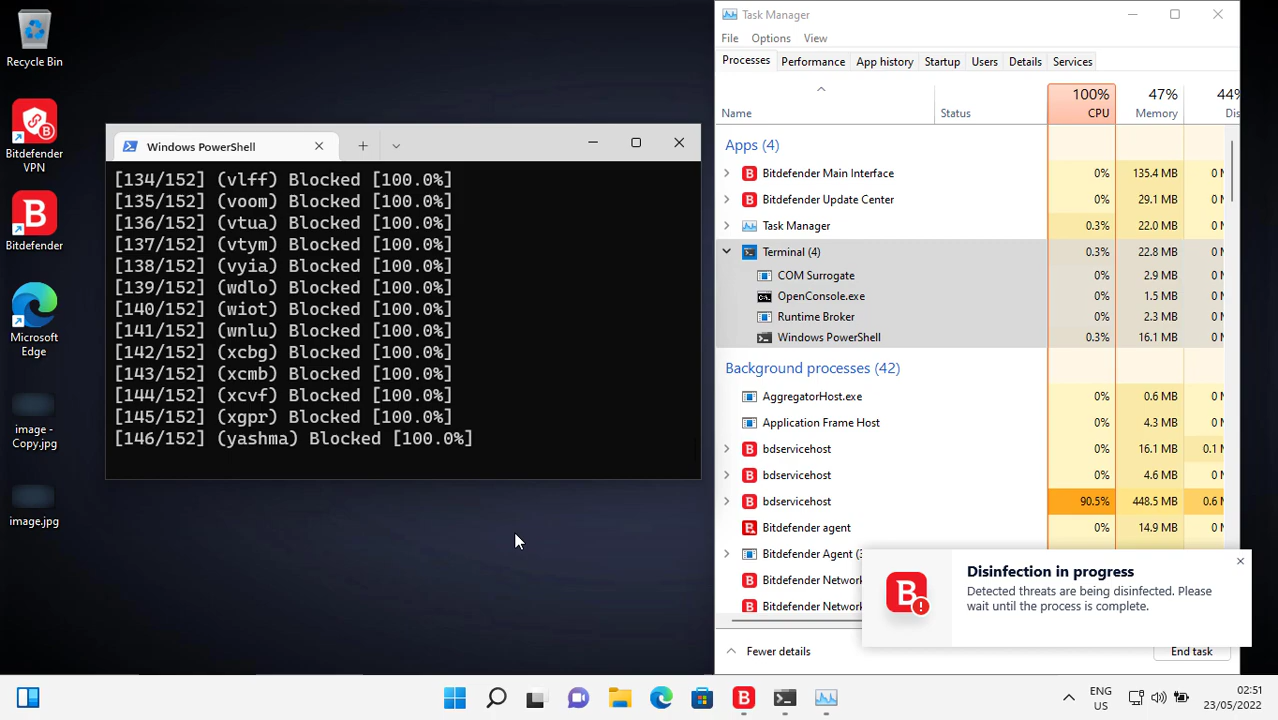 Recycle Bin
Bitdefender
VPN
Bitdefender
Microsoft
Edge
image -
Copy.jpg
image.jpg
Windows PowerShell
[134/152] (vlff) Blocked [100.0%]
[135/152] (voom) Blocked [100.0%]
[136/152] (vtua) Blocked [100.0%]
[137/152] (vtym) Blocked [100.0%]
[138/152] (vyia) Blocked [100.0%]
[139/152] (wdlo) Blocked [100.0%]
[140/152] (wiot) Blocked [100.0%]
[141/152] (wnlu) Blocked [100.0%]
[142/152] (xcbg) Blocked [100.0%]
[143/152] (xcmb) Blocked [100.0%]
[144/152] (xcvf) Blocked [100.0%]
[145/152] (xgpr) Blocked [100.0%]
[146/152] (yashma) Blocked [100.0%]
Task Manager
File Options View
Processes Performance App history Startup Users Details Services
100% 47% 44%
Name Status CPU Memory
Apps (4)
Bitdefender Main Interface 0% 135.4 MB
Bitdefender Update Center 0% 29.1 MB
Task Manager 0.3% 22.0 MB
Terminal (4) 0.3% 22.8 MB
COM Surrogate 0% 2.9 MB
OpenConsole.exe 0% 1.5 MB
Runtime Broker 0% 2.3 MB
Windows PowerShell 0.3% 16.1 MB
Background processes (42)
AggregatorHost.exe 0% 0.6 MB
Application Frame Host 0% 4.3 MB
bdservicehost 0% 16.1 MB 0.1
bdservicehost 0% 4.6 MB
bdservicehost 90.5% 448.5 MB 0.6
Bitdefender agent 0% 14.9 MB
Bitdefender Agent
Bitdefender
Bitdefender
Disinfection in progress
Detected threats are being disinfected. Please
wait until the process is complete.
Fewer details
End task
ENG
US
02:51
23/05/2022